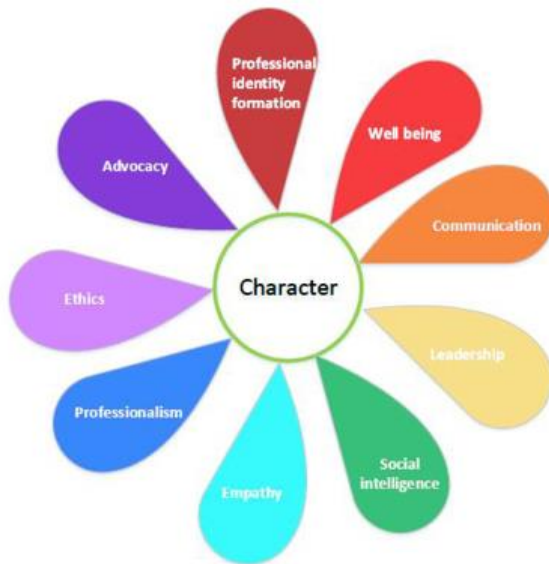 Professional
identity
formation
Well being
Communication
Leadership
Social
intelligence
Empathy
Professionalism
Ethics
Advocacy
Character